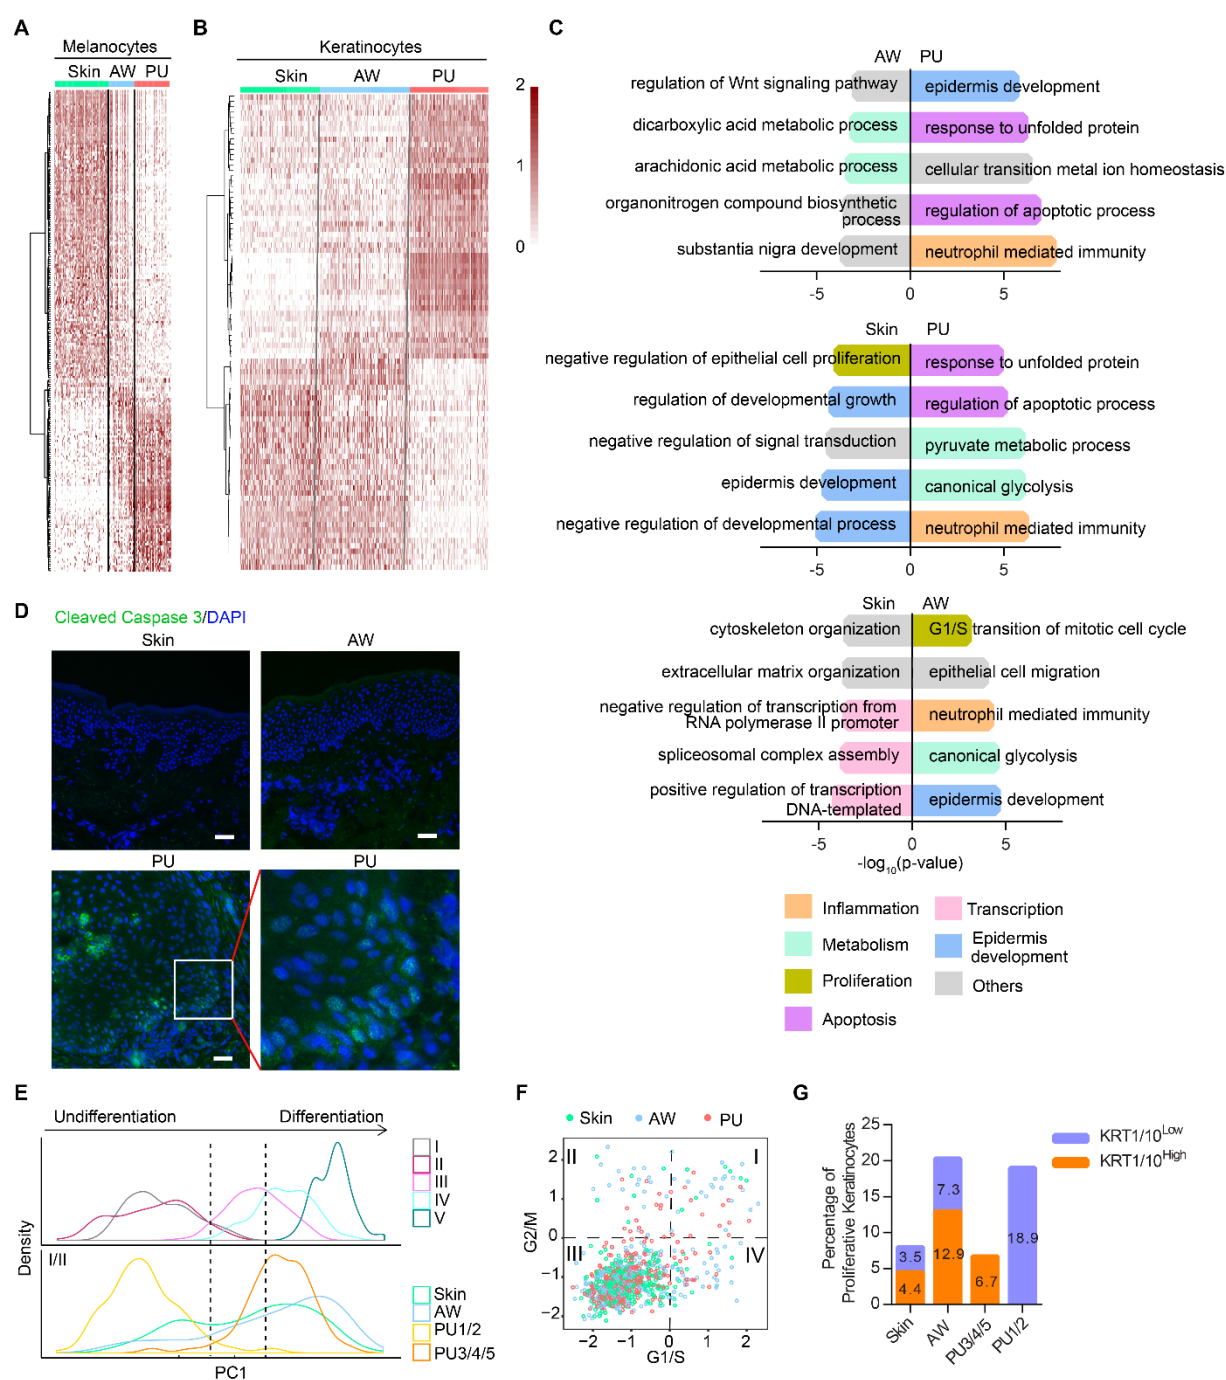 A
Melanocytes
Skin AW PU
B
Keratinocytes
Skin AW PU
2
1
0
C
AW PU
regulation of Wnt signaling pathway
epidermis development
dicarboxylic acid metabolic process
response to unfolded protein
arachidonic acid metabolic process
cellular transition metal ion homeostasis
organonitrogen compound biosynthetic
process
regulation of apoptotic process
substantia nigra development
neutrophil mediated immunity
-5 0 5
Skin PU
negative regulation of epithelial cell proliferation
response to unfolded protein
regulation of developmental growth
regulation of apoptotic process
negative regulation of signal transduction
pyruvate metabolic process
epidermis development
canonical glycolysis
negative regulation of developmental process
neutrophil mediated immunity
-5 0 5
Skin AW
cytoskeleton organization
G1/S transition of mitotic cell cycle
extracellular matrix organization
epithelial cell migration
negative regulation of transcription from
RNA polymerase II promoter
neutrophil mediated immunity
spliceosomal complex assembly
canonical glycolysis
positive regulation of transcription
DNA-templated
epidermis development
-5 0 5
-log10(p-value)
Inflammation
Metabolism
Proliferation
Apoptosis
Transcription
Epidermis
development
Others
D
Cleaved Caspase 3/DAPI
Skin
AW
PU
PU
E
Undifferentiation
Differentiation
I
II
III
IV
V
Density
I/II
Skin
AW
PU1/2
PU3/4/5
PC1
F
Skin AW PU
II I
III IV
G2/M
2
1
0
−1
−2
−2 −1 0 1 2
G1/S
G
Percentage of
Proliferative Keratinocytes
25
20
15
10
5
0
3.5
4.4
7.3
12.9
6.7
18.9
Skin
AW
PU3/4/5
PU1/2
KRT1/10Low
KRT1/10High